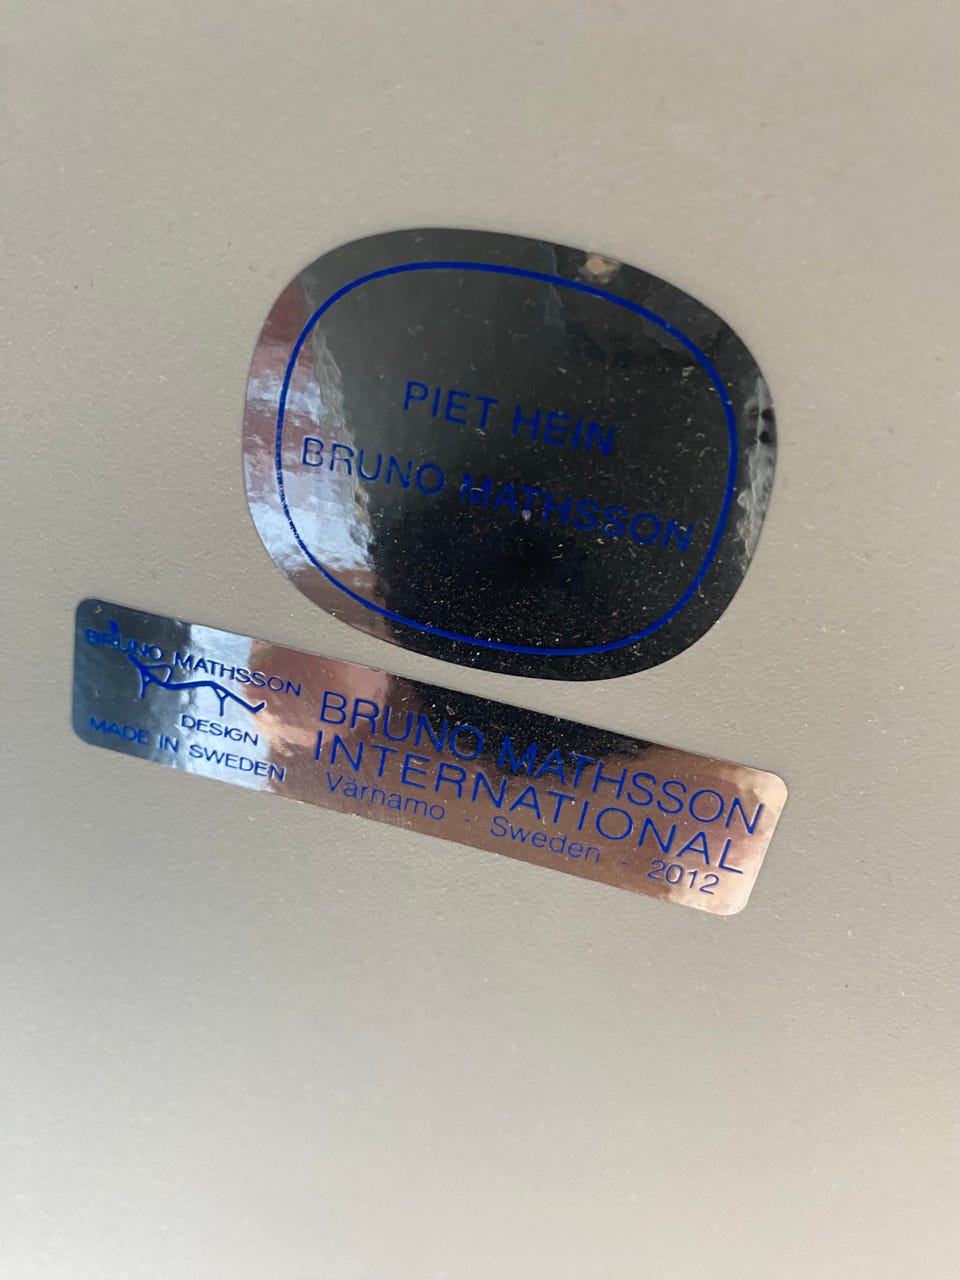 PIET HEIN
BRUNO MATHSSON
BRUNO MATHSSON
DESIGN
MADE IN SWEDEN
BRUNO MATHSSON
INTERNATIONAL
Värnamo - Sweden - 2012